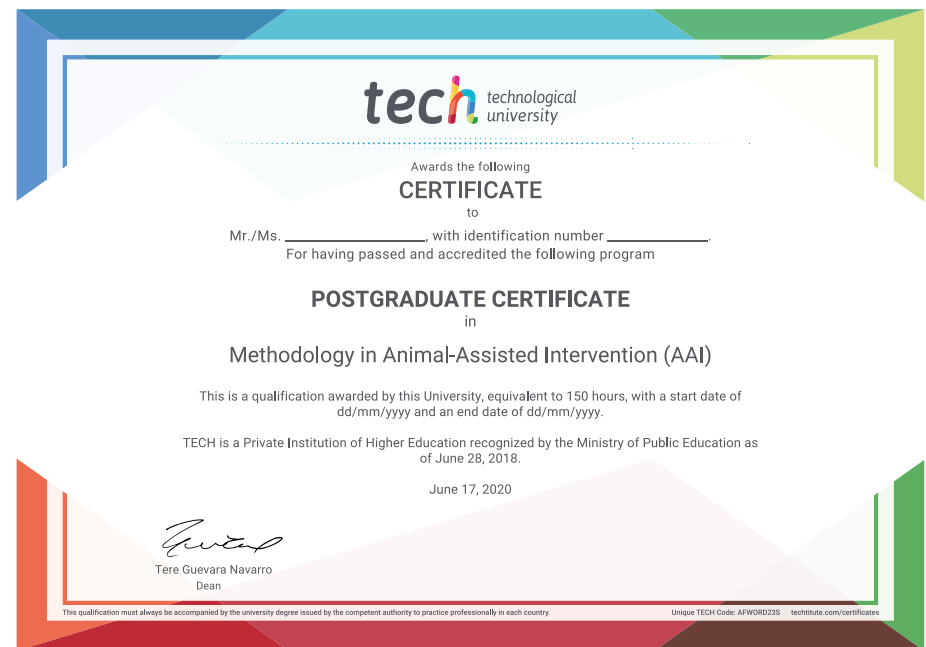 tech technological
university
Awards the following
CERTIFICATE
to
Mr./Ms. ____________________, with identification number ______________.
For having passed and accredited the following program
POSTGRADUATE CERTIFICATE
in
Methodology in Animal-Assisted Intervention (AAI)
This is a qualification awarded by this University, equivalent to 150 hours, with a start date of
dd/mm/yyyy and an end date of dd/mm/yyyy.
TECH is a Private Institution of Higher Education recognized by the Ministry of Public Education as
of June 28, 2018.
June 17, 2020
Tere Guevara Navarro
Dean
This qualification must always be accompanied by the university degree issued by the competent authority to practice professionally in each country. Unique TECH Code: AFWORD23S techtitute.com/certificates